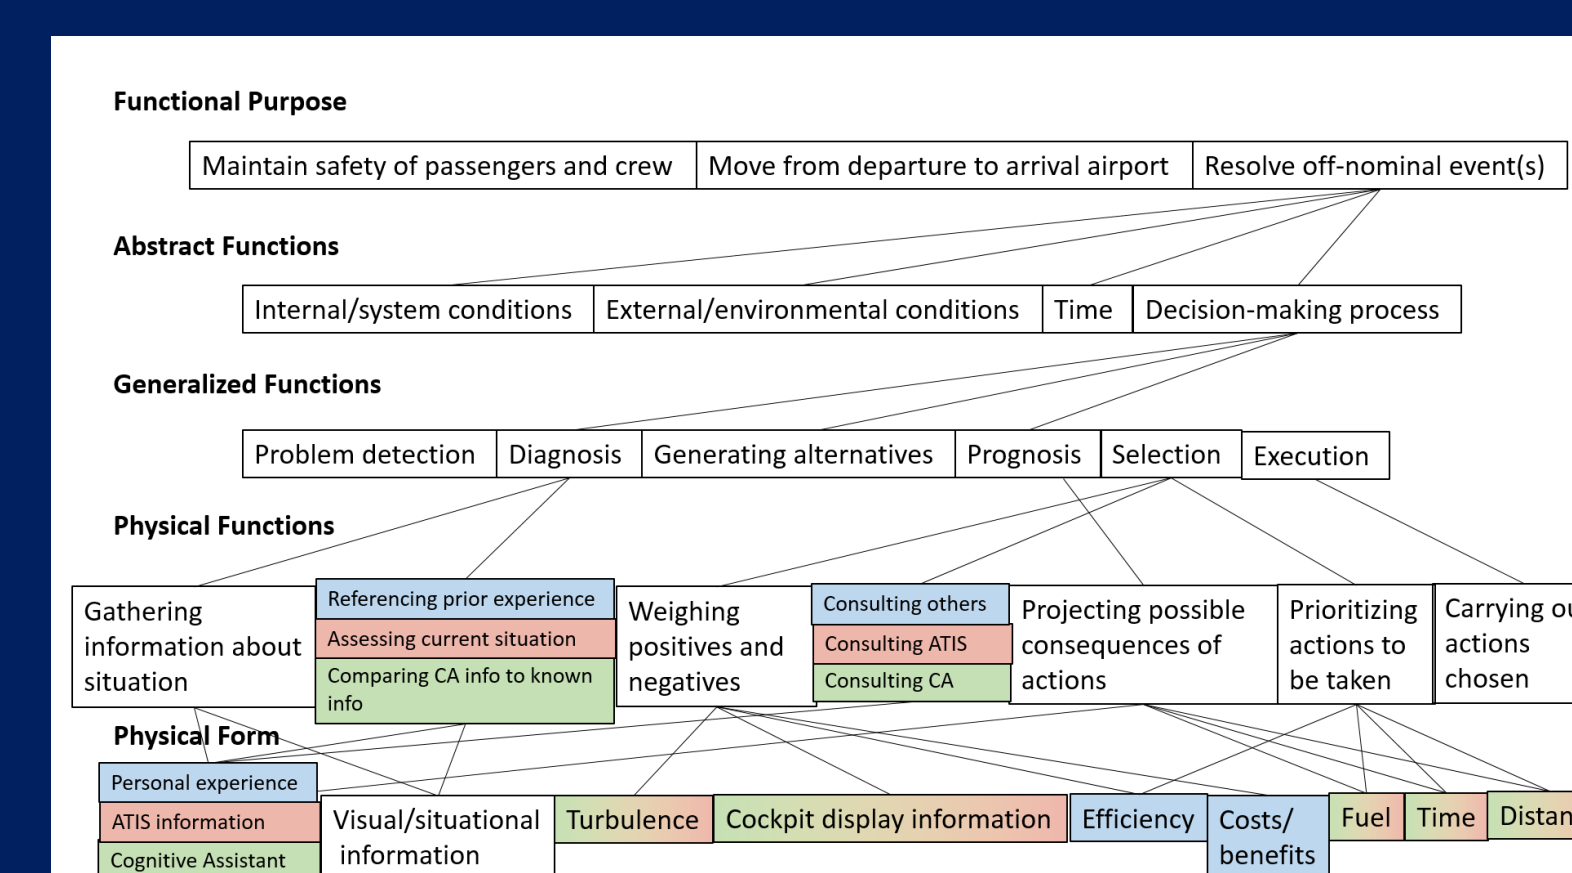 Functional Purpose
Maintain safety of passengers and crew
Move from departure to arrival airport
Resolve off-nominal event(s)
Abstract Functions
Internal/system conditions
External/environmental conditions
Time
Decision-making process
Generalized Functions
Problem detection
Diagnosis
Generating alternatives
Prognosis
Selection
Execution
Physical Functions
Gathering
information about
situation
Referencing prior experience
Assessing current situation
Comparing CA info to known
info
Weighing
positives and
negatives
Consulting others
Consulting ATIS
Consulting CA
Projecting possible
consequences of
actions
Prioritizing
actions to
be taken
Carrying ou
actions
chosen
Physical Form
Personal experience
ATIS information
Cognitive Assistant
Visual/situational
information
Turbulence
Cockpit display information
Efficiency
Costs/
benefits
Fuel
Time
Distan